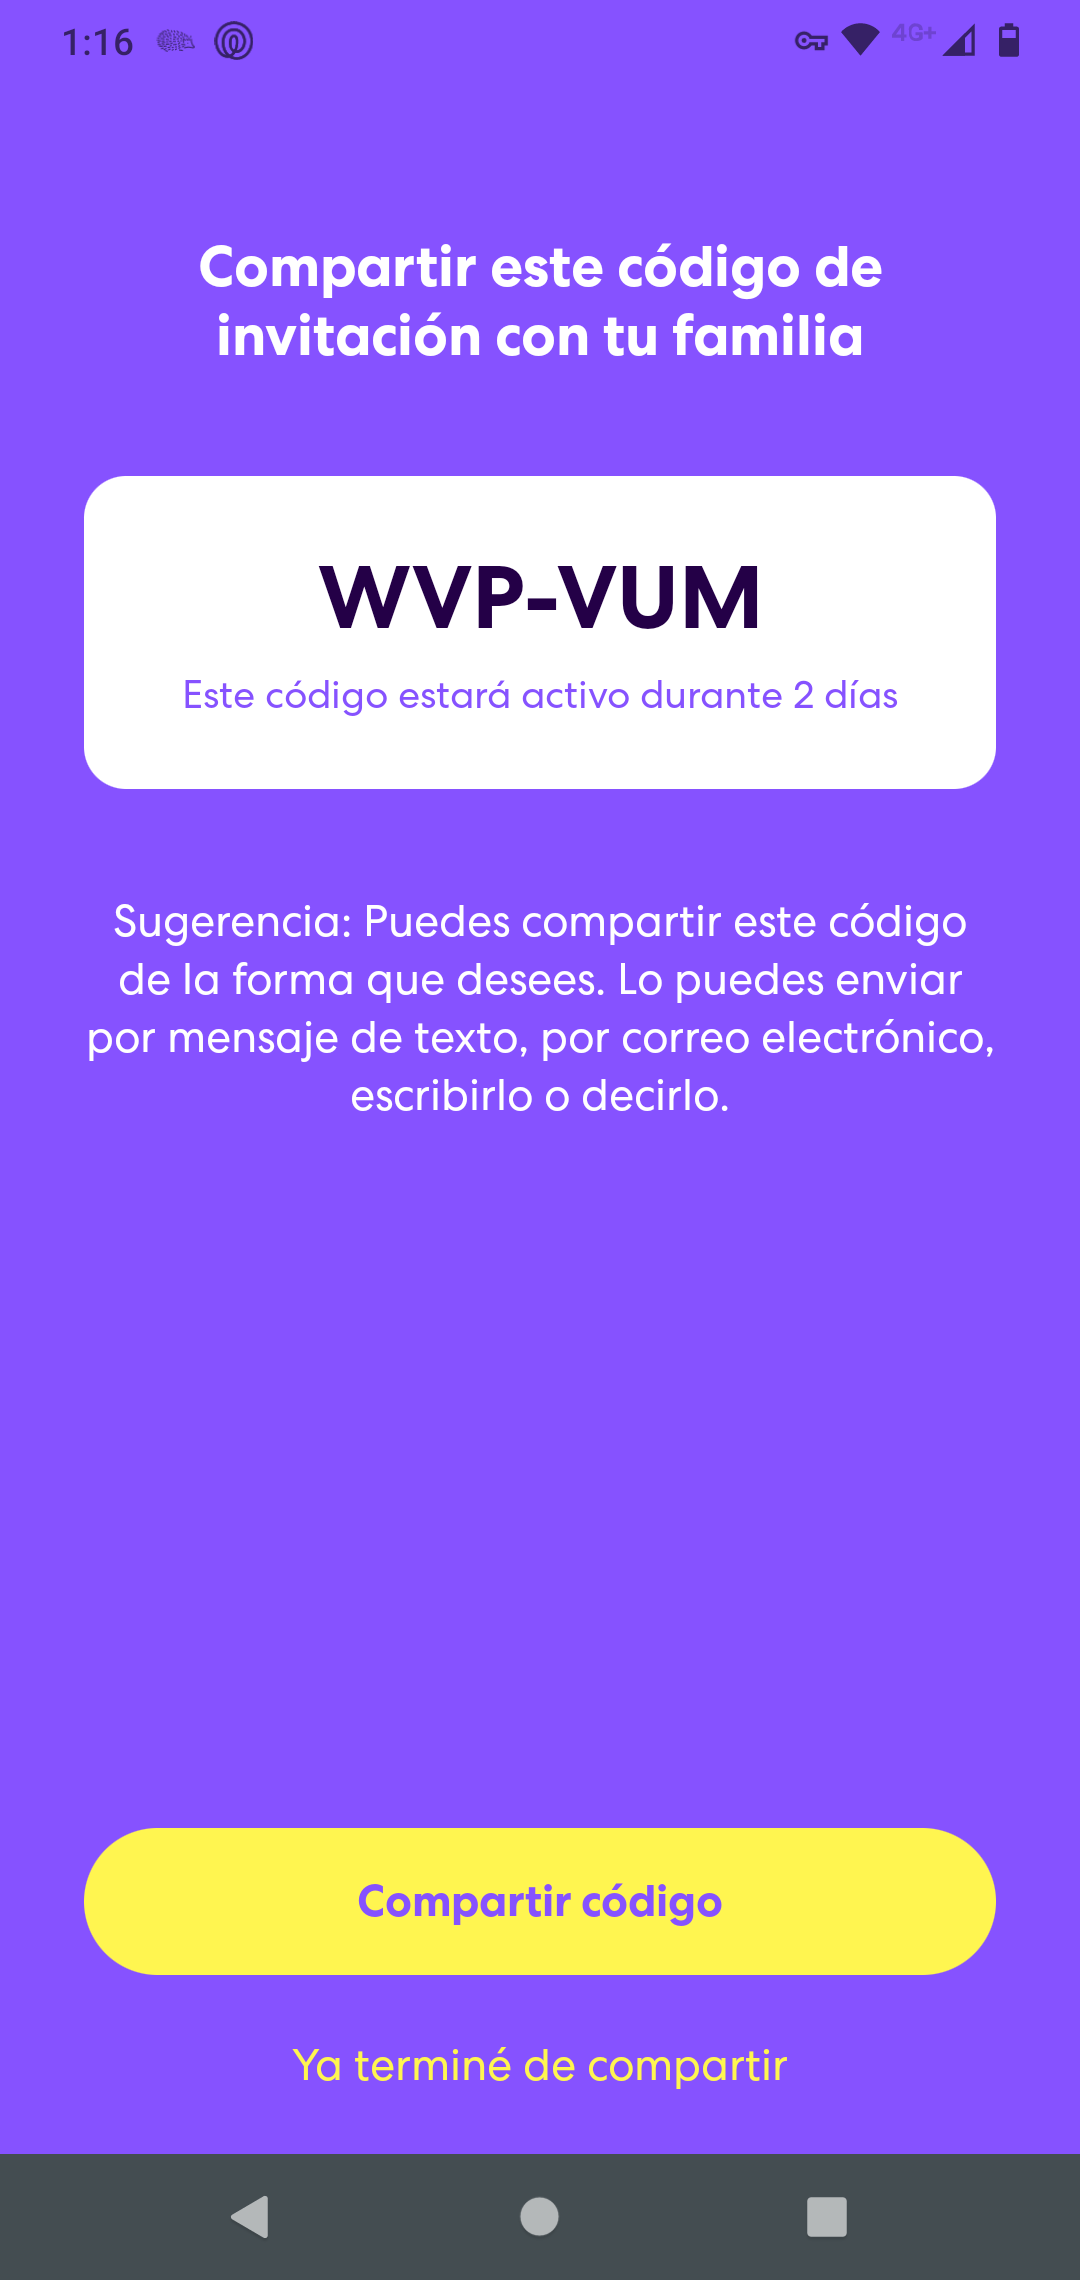 1:16
4G+
Compartir este código de
invitación con tu familia
WVP-VUM
Este código estará activo durante 2 días
Sugerencia: Puedes compartir este código
de la forma que desees. Lo puedes enviar
por mensaje de texto, por correo electrónico,
escribirlo o decirlo.
Compartir código
Ya terminé de compartir